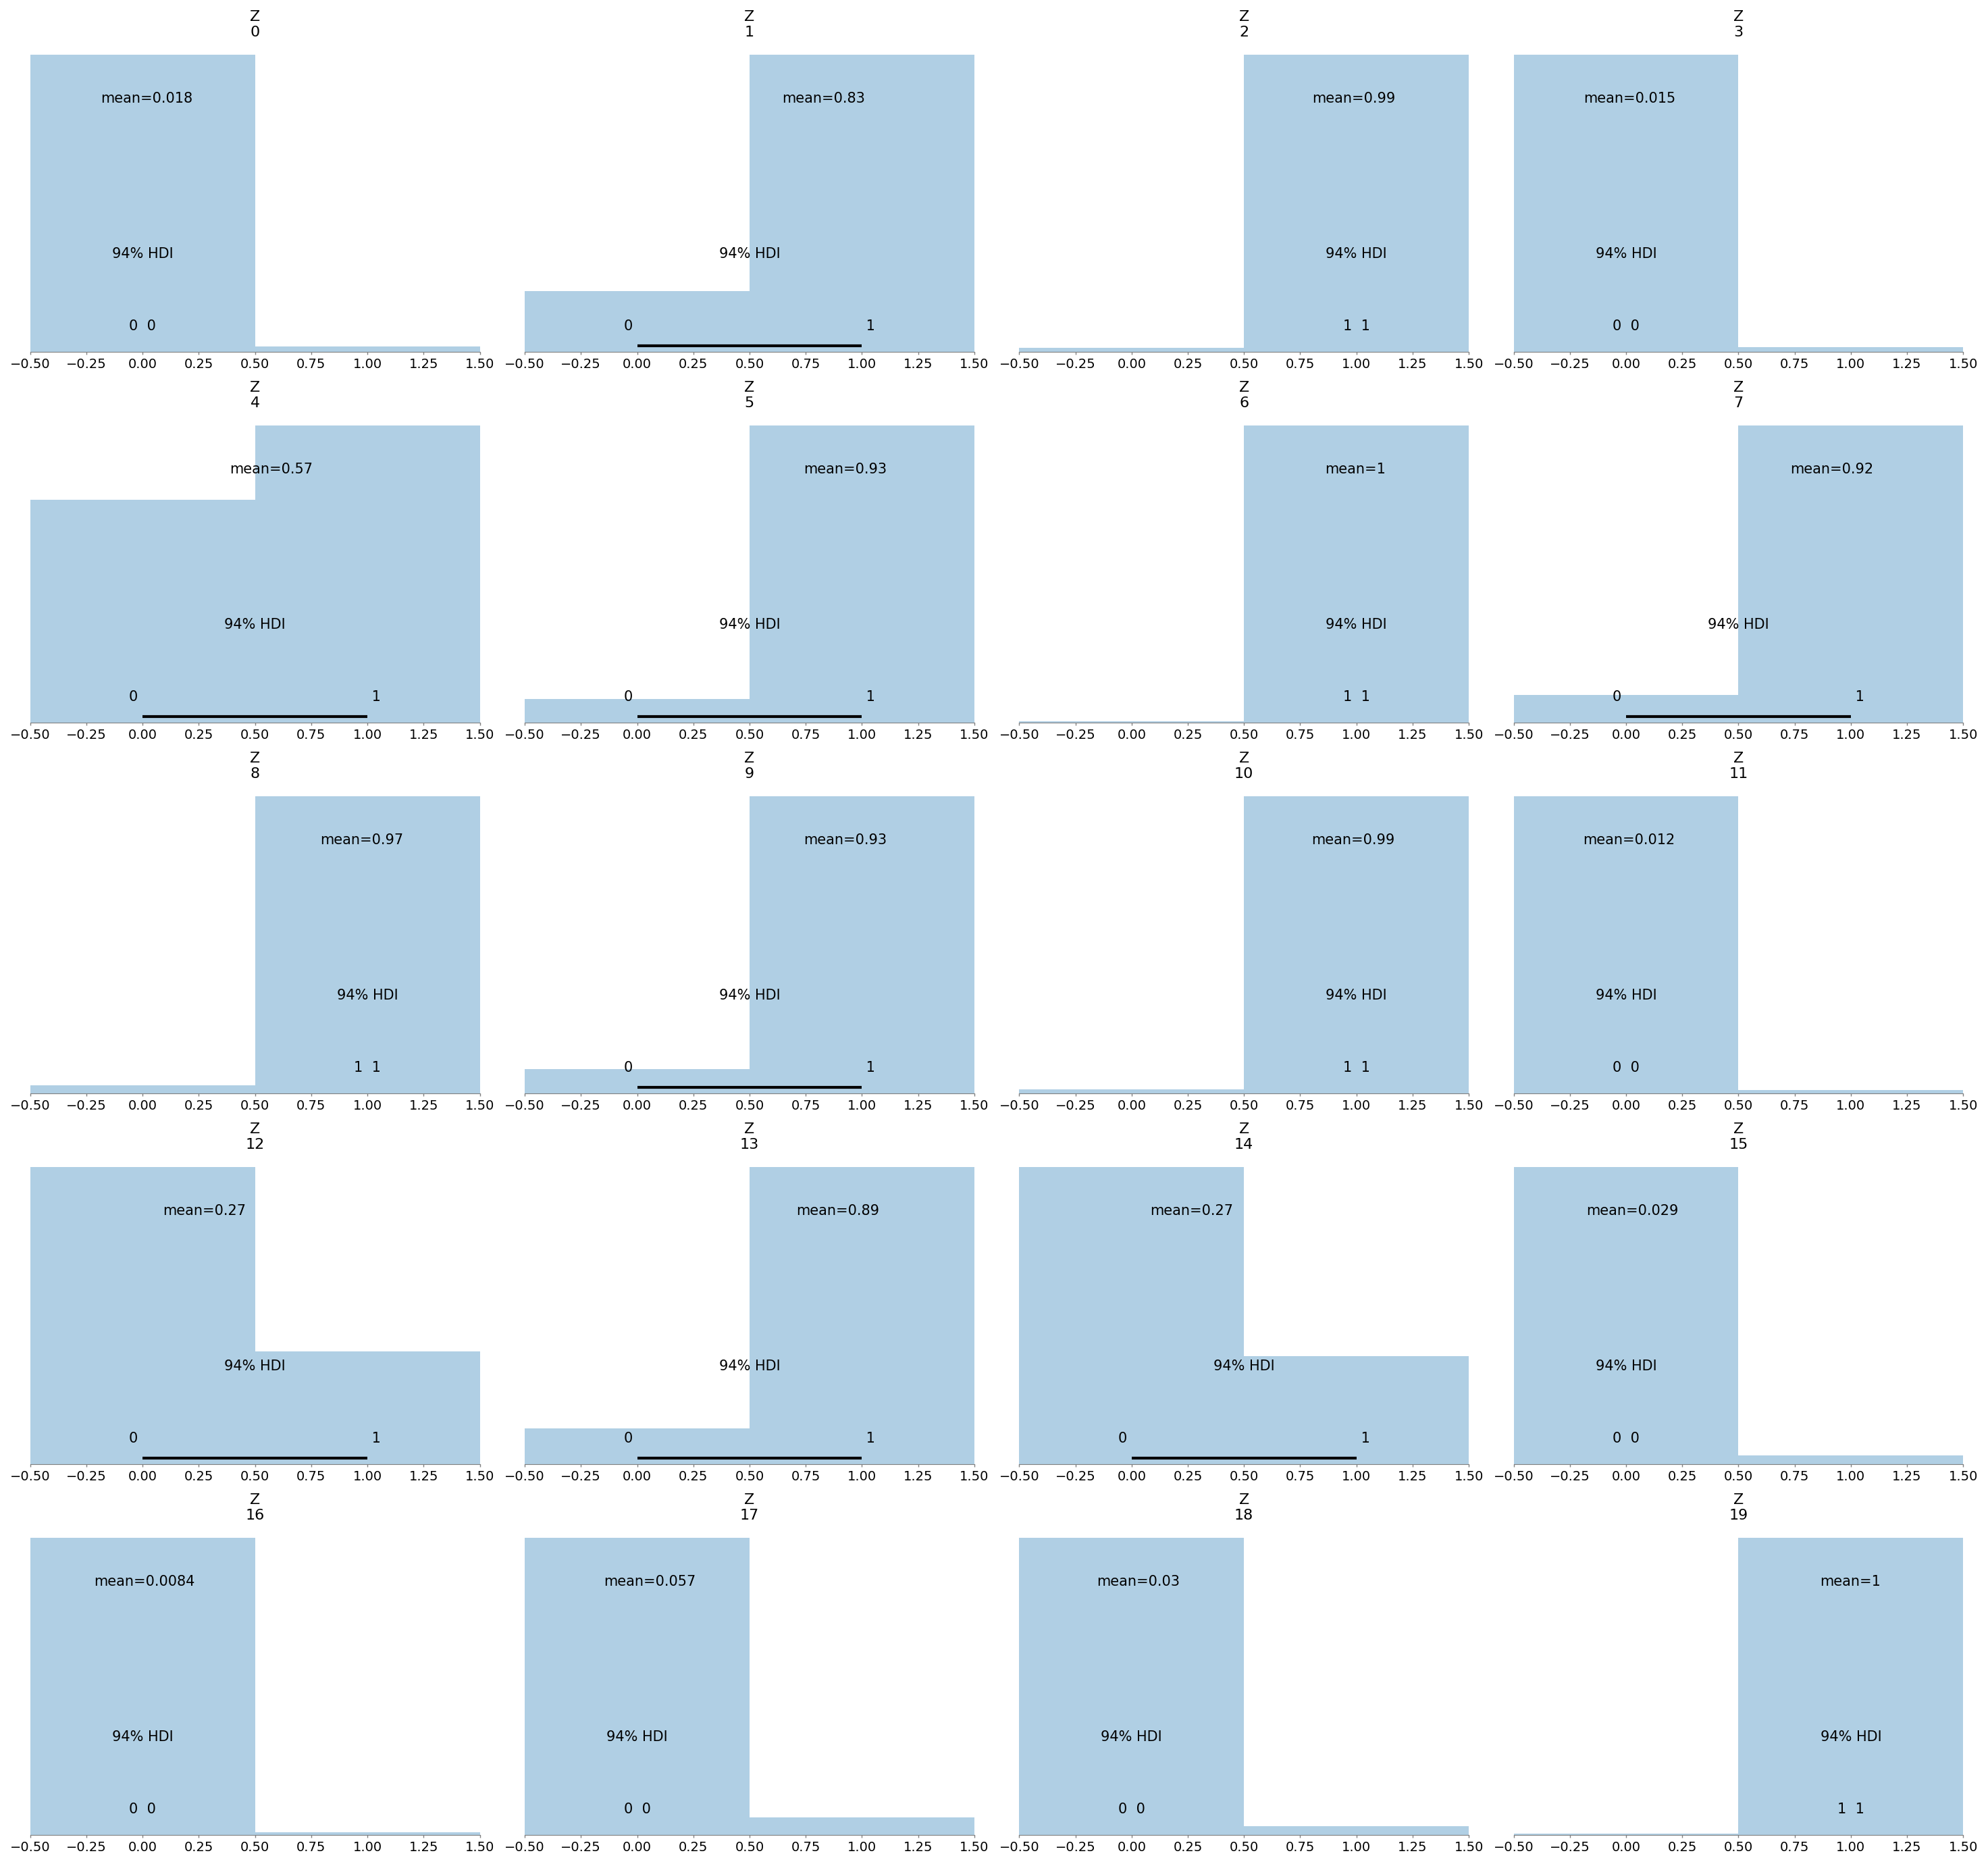 Z Z Z Z
0 1 2 3
mean=0.018 mean=0.83 mean=0.99 mean=0.015
94% HDI 94% HDI 94% HDI 94% HDI
0 0 0 1 1 1 0 0
−0.50 −0.25 0.00 0.25 0.50 0.75 1.00 1.25 1.50 −0.50 −0.25 0.00 0.25 0.50 0.75 1.00 1.25 1.50 −0.50 −0.25 0.00 0.25 0.50 0.75 1.00 1.25 1.50 −0.50 −0.25 0.00 0.25 0.50 0.75 1.00 1.25 1.50
Z Z Z Z
4 5 6 7
mean=0.57 mean=0.93 mean=1 mean=0.92
94% HDI 94% HDI 94% HDI 94% HDI
0 1 0 1 1 1 0 1
−0.50 −0.25 0.00 0.25 0.50 0.75 1.00 1.25 1.50 −0.50 −0.25 0.00 0.25 0.50 0.75 1.00 1.25 1.50 −0.50 −0.25 0.00 0.25 0.50 0.75 1.00 1.25 1.50 −0.50 −0.25 0.00 0.25 0.50 0.75 1.00 1.25 1.50
Z Z Z Z
8 9 10 11
mean=0.97 mean=0.93 mean=0.99 mean=0.012
94% HDI 94% HDI 94% HDI 94% HDI
1 1 0 1 1 1 0 0
−0.50 −0.25 0.00 0.25 0.50 0.75 1.00 1.25 1.50 −0.50 −0.25 0.00 0.25 0.50 0.75 1.00 1.25 1.50 −0.50 −0.25 0.00 0.25 0.50 0.75 1.00 1.25 1.50 −0.50 −0.25 0.00 0.25 0.50 0.75 1.00 1.25 1.50
Z Z Z Z
12 13 14 15
mean=0.27 mean=0.89 mean=0.27 mean=0.029
94% HDI 94% HDI 94% HDI 94% HDI
0 1 0 1 0 1 0 0
−0.50 −0.25 0.00 0.25 0.50 0.75 1.00 1.25 1.50 −0.50 −0.25 0.00 0.25 0.50 0.75 1.00 1.25 1.50 −0.50 −0.25 0.00 0.25 0.50 0.75 1.00 1.25 1.50 −0.50 −0.25 0.00 0.25 0.50 0.75 1.00 1.25 1.50
Z Z Z Z
16 17 18 19
mean=0.0084 mean=0.057 mean=0.03 mean=1
94% HDI 94% HDI 94% HDI 94% HDI
0 0 0 0 0 0 1 1
−0.50 −0.25 0.00 0.25 0.50 0.75 1.00 1.25 1.50 −0.50 −0.25 0.00 0.25 0.50 0.75 1.00 1.25 1.50 −0.50 −0.25 0.00 0.25 0.50 0.75 1.00 1.25 1.50 −0.50 −0.25 0.00 0.25 0.50 0.75 1.00 1.25 1.50